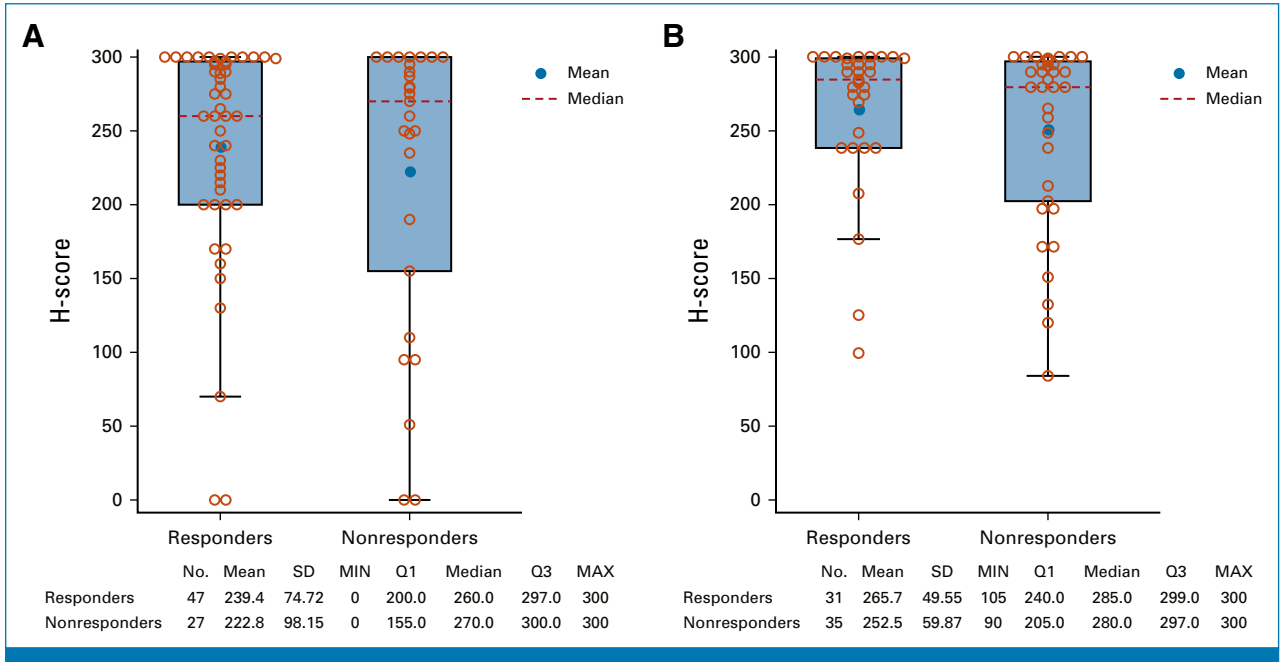 A
H-score
300
250
200
150
100
50
0
Mean
Median
Responders Nonresponders
No. Mean SD MIN Q1 Median Q3 MAX
Responders 47 239.4 74.72 0 200.0 260.0 297.0 300
Nonresponders 27 222.8 98.15 0 155.0 270.0 300.0 300
B
H-score
300
250
200
150
100
50
0
Mean
Median
Responders Nonresponders
No. Mean SD MIN Q1 Median Q3 MAX
Responders 31 265.7 49.55 105 240.0 285.0 299.0 300
Nonresponders 35 252.5 59.87 90 205.0 280.0 297.0 300